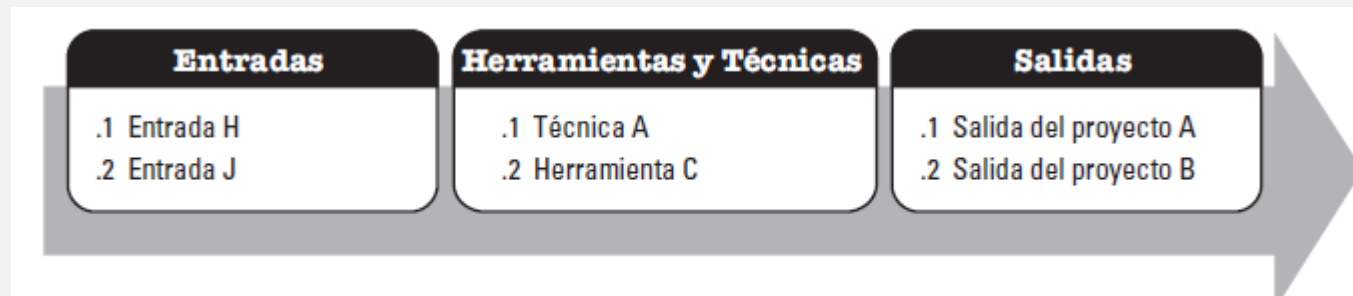 Entradas
.1 Entrada H
.2 Entrada J
Herramientas y Técnicas
.1 Técnica A
.2 Herramienta C
Salidas
.1 Salida del proyecto A
.2 Salida del proyecto B